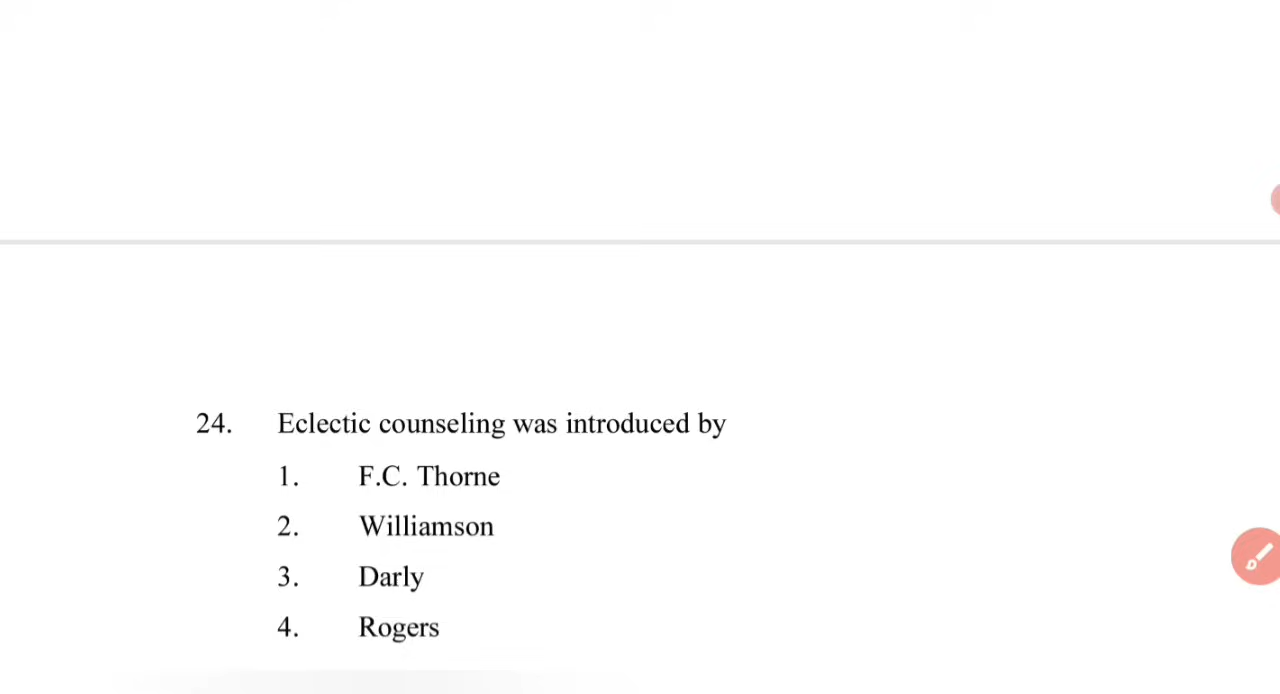 24. Eclectic counseling was introduced by
1. F.C. Thorne
2. Williamson
3. Darly
4. Rogers